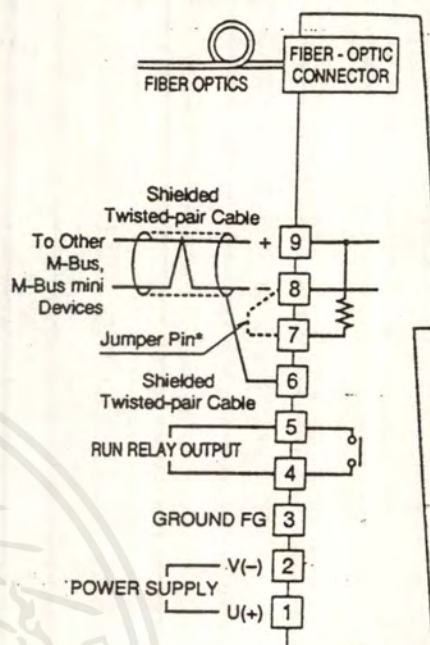 FIBER - OPTIC
CONNECTOR
FIBER OPTICS
Shielded
Twisted-pair Cable
To Other
M-Bus,
M-Bus mini
Devices
+ 9
– 8
7
Jumper Pin*
6
Shielded
Twisted-pair Cable
5
RUN RELAY OUTPUT
4
GROUND FG 3
V(–) 2
POWER SUPPLY
U(+) 1